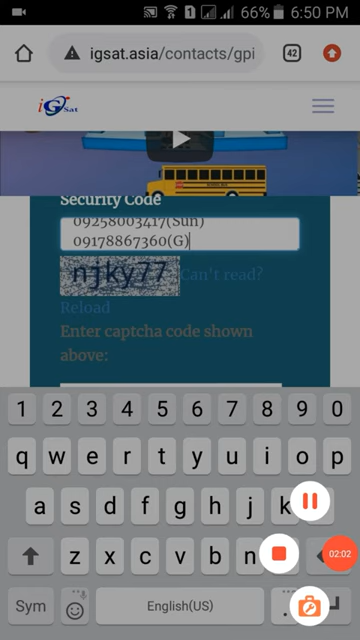 66% 6:50 PM
igsat.asia/contacts/gpi
42
iGSat
SCHOOL BUS
Security Code
09258003417(Sun)
09178867360(G)
njky77 Can't read?
Reload
Enter captcha code shown
above:
1 2 3 4 5 6 7 8 9 0
q w e r t y u i o p
a s d f g h j k
z x c v b n
02:02
Sym English(US)